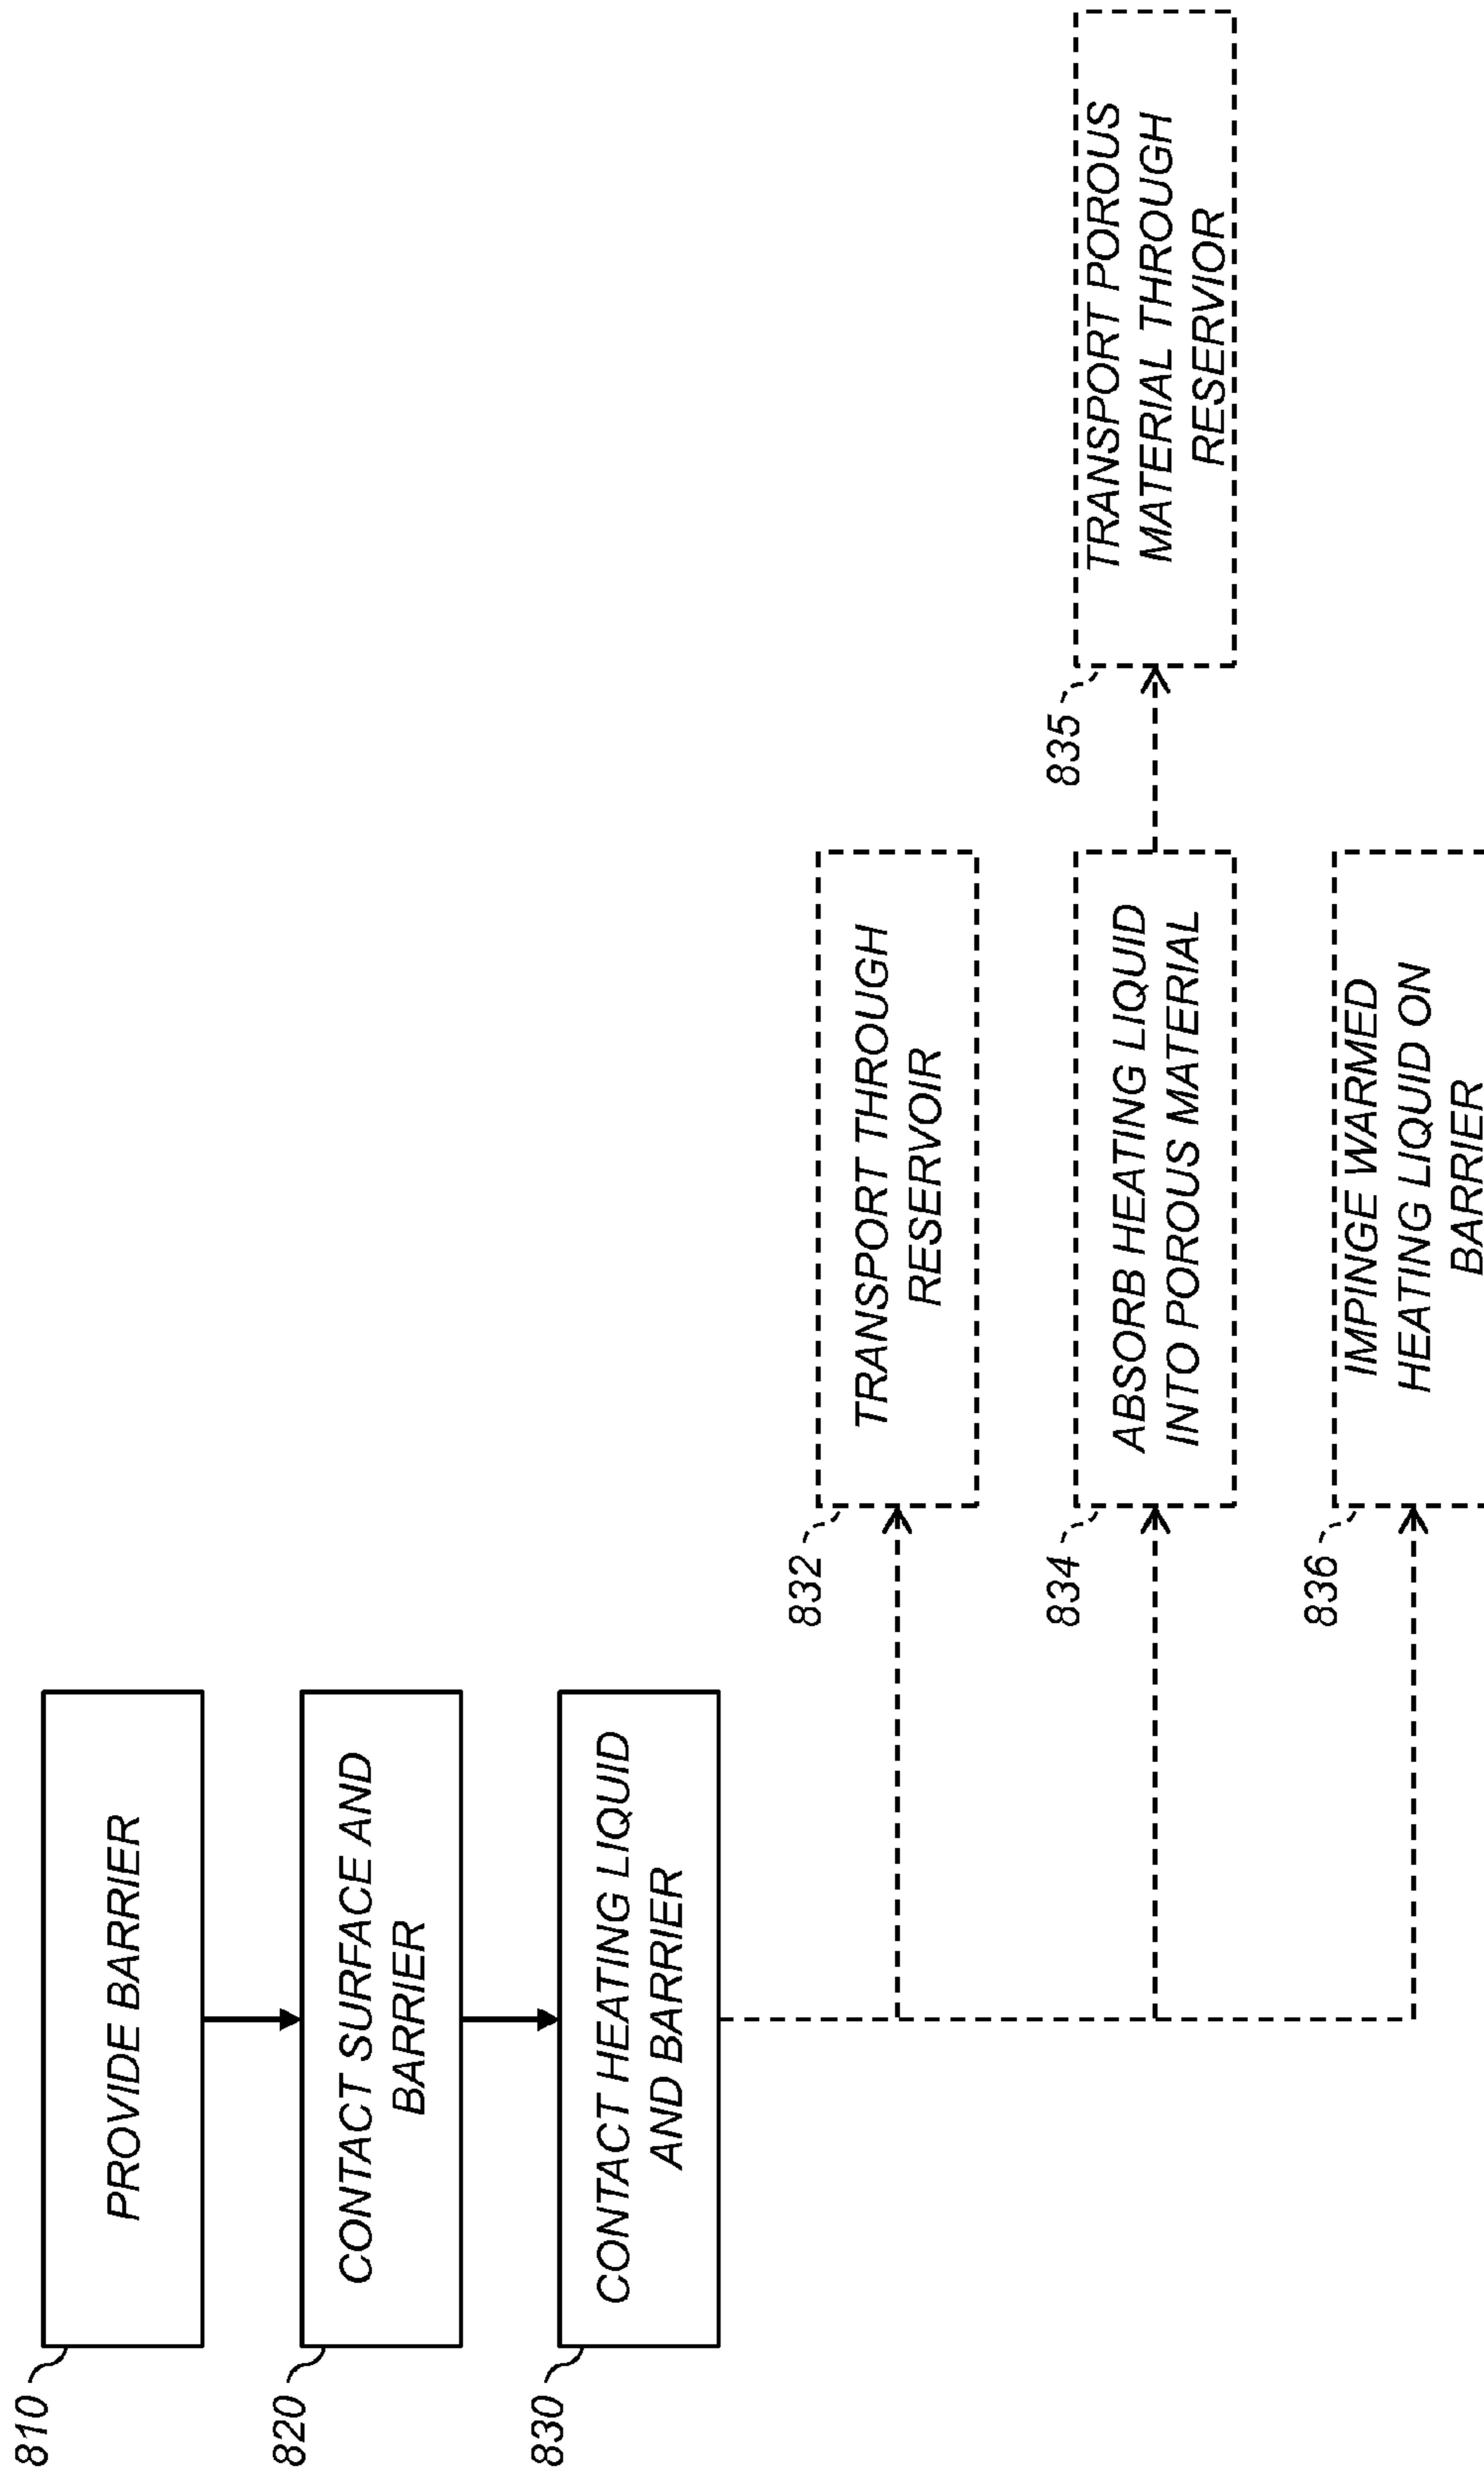 810
PROVIDE BARRIER
820
CONTACT SURFACE AND
BARRIER
830
CONTACT HEATING LIQUID
AND BARRIER
832
TRANSPORT THROUGH
RESERVOIR
834
ABSORB HEATING LIQUID
INTO POROUS MATERIAL
835
TRANSPORT POROUS
MATERIAL THROUGH
RESERVIOR
836
IMPINGE WARMED
HEATING LIQUID ON
BARRIER